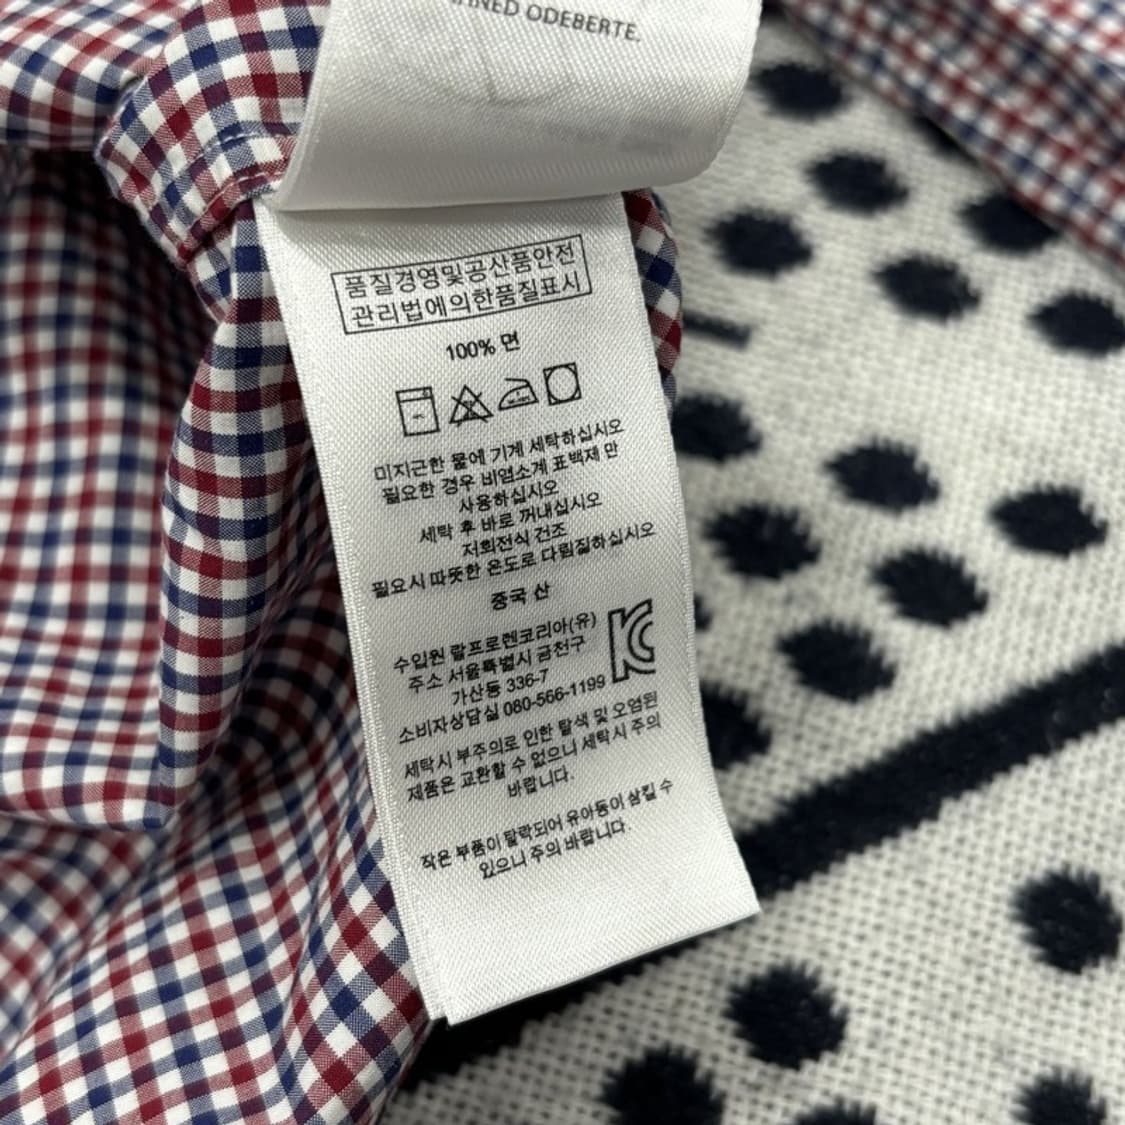 ODEBERTE.
품질경영및공산품안전
관리법에의한품질표시
100% 면
미지근한 물에 기계 세탁하십시오
필요한 경우 비염소계 표백제 만
사용하십시오
세탁 후 바로 꺼내십시오
저회전식 건조
필요시 따뜻한 온도로 다림질하십시오
중국 산
수입원 랄프로렌코리아(유)
주소 서울특별시 금천구
가산동 336-7
소비자상담실 080-566-1199
세탁시 부주의로 인한 탈색 및 오염된
제품은 교환할 수 없으니 세탁시 주의
바랍니다.
작은 부품이 탈락되어 유아동이 삼킬 수
있으니 주의 바랍니다.